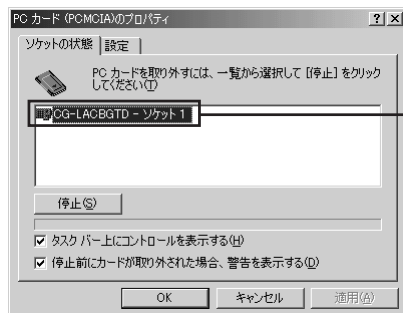 PC カード (PCMCIA)のプロパティ
ソケットの状態 設定
PC カードを取り外すには、一覧から選択して [停止] をクリック
してください(T)
CG-LACBGTD - ソケット 1
停止(S)
タスク バー上にコントロールを表示する(H)
停止前にカードが取り外された場合、警告を表示する(D)
OK キャンセル 適用(A)